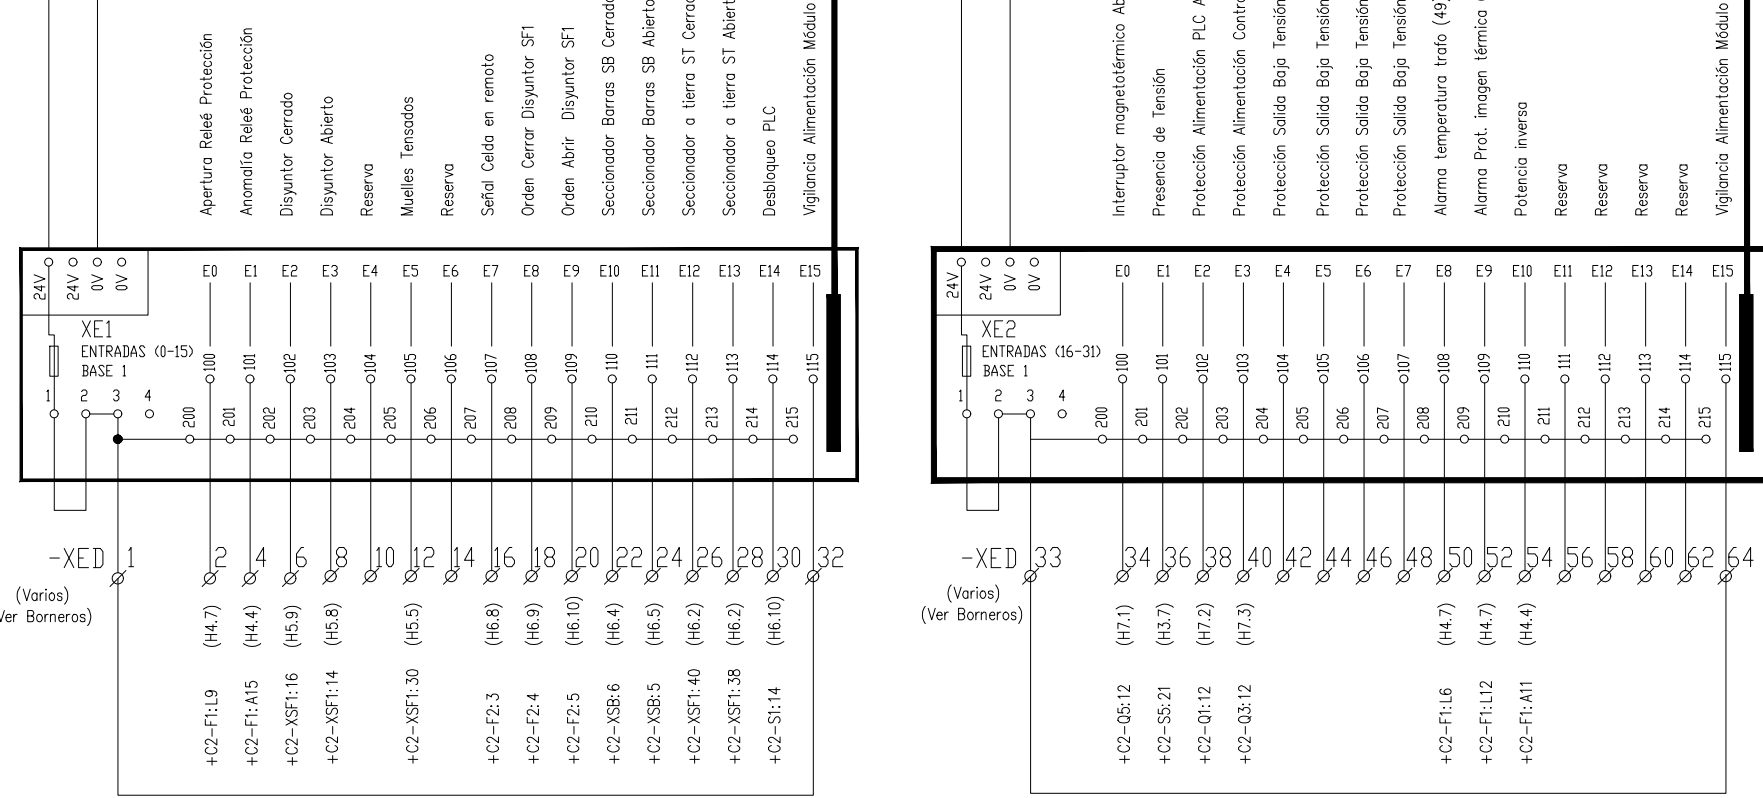 Apertura Releé Protección
Anomalía Releé Protección
Disyuntor Cerrado
Disyuntor Abierto
Reserva
Muelles Tensados
Reserva
Señal Celda en remoto
Orden Cerrar Disyuntor SF1
Orden Abrir Disyuntor SF1
Seccionador Barras SB Cerrado
Seccionador Barras SB Abierto
Seccionador a tierra ST Cerrad
Seccionador a tierra ST Abiert
Desbloqueo PLC
Vigilancia Alimentación Módulo
24V 24V 0V 0V
E0 E1 E2 E3 E4 E5 E6 E7 E8 E9 E10 E11 E12 E13 E14 E15
XE1
ENTRADAS (0-15)
BASE 1
100 101 102 103 104 105 106 107 108 109 110 111 112 113 114 115
1 2 3 4
200 201 202 203 204 205 206 207 208 209 210 211 212 213 214 215
-XED 1 2 4 6 8 10 12 14 16 18 20 22 24 26 28 30 32
(Varios)
Ver Borneros)
(H4.7) (H4.4) (H5.9) (H5.8) (H5.5) (H6.8) (H6.9) (H6.10) (H6.4) (H6.5) (H6.2) (H6.2) (H6.10)
+C2-F1:L9
+C2-F1:A15
+C2-XSF1:16
+C2-XSF1:14
+C2-XSF1:30
+C2-F2:3
+C2-F2:4
+C2-F2:5
+C2-XSB:6
+C2-XSB:5
+C2-XSF1:40
+C2-XSF1:38
+C2-S1:14
Interruptor magnetotérmico Ab
Presencia de Tensión
Protección Alimentación PLC A
Protección Alimentación Contro
Protección Salida Baja Tensión
Protección Salida Baja Tensión
Protección Salida Baja Tensión
Protección Salida Baja Tensión
Alarma temperatura trafo (49)
Alarma Prot. imagen térmica
Potencia inversa
Reserva
Reserva
Reserva
Reserva
Vigilancia Alimentación Módulo
24V 24V 0V 0V
E0 E1 E2 E3 E4 E5 E6 E7 E8 E9 E10 E11 E12 E13 E14 E15
XE2
ENTRADAS (16-31)
BASE 1
100 101 102 103 104 105 106 107 108 109 110 111 112 113 114 115
1 2 3 4
200 201 202 203 204 205 206 207 208 209 210 211 212 213 214 215
-XED 33 34 36 38 40 42 44 46 48 50 52 54 56 58 60 62 64
(Varios)
(Ver Borneros)
(H7.1) (H3.7) (H7.2) (H7.3) (H4.7) (H4.7) (H4.4)
+C2-Q5:12
+C2-S5:21
+C2-Q1:12
+C2-Q3:12
+C2-F1:L6
+C2-F1:L12
+C2-F1:A11